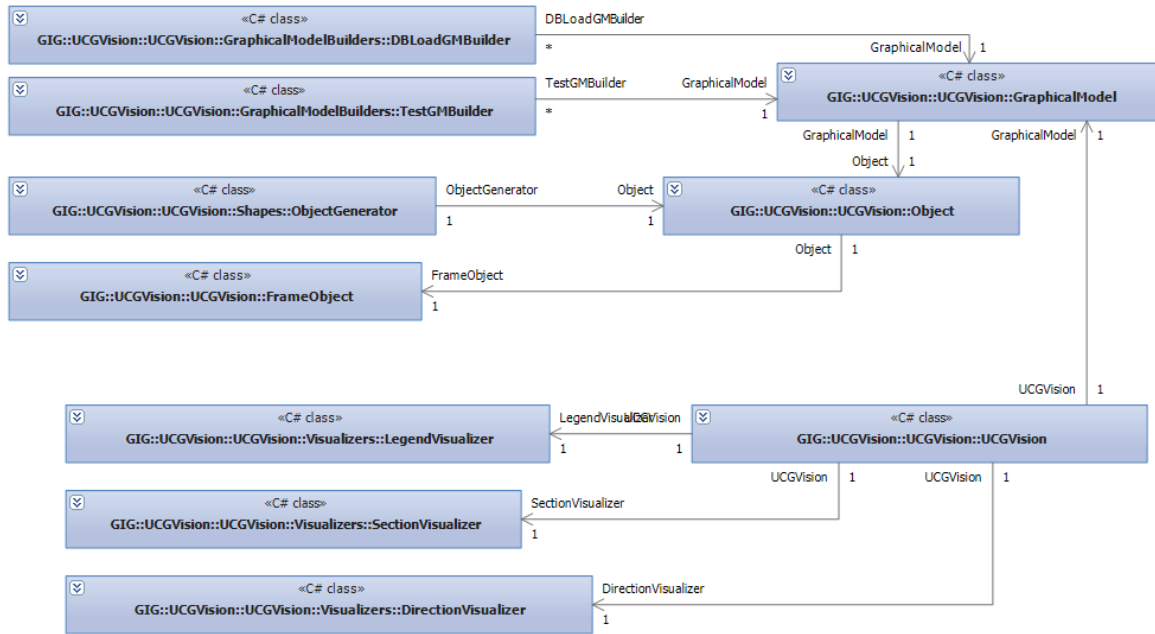 «C# class»
GIG::UCGVision::UCGVision::GraphicalModelBuilders::DBLoadGMBuilder
DBLoadGMBuilder
*
GraphicalModel
1
«C# class»
GIG::UCGVision::UCGVision::GraphicalModelBuilders::TestGMBuilder
TestGMBuilder
*
GraphicalModel
1
«C# class»
GIG::UCGVision::UCGVision::GraphicalModel
GraphicalModel
1
GraphicalModel
1
Object
1
«C# class»
GIG::UCGVision::UCGVision::Shapes::ObjectGenerator
ObjectGenerator
1
Object
1
«C# class»
GIG::UCGVision::UCGVision::Object
Object
1
«C# class»
GIG::UCGVision::UCGVision::FrameObject
FrameObject
1
UCGVision
1
«C# class»
GIG::UCGVision::UCGVision::Visualizers::LegendVisualizer
LegendVisualizer
1
UCGVision
1
«C# class»
GIG::UCGVision::UCGVision::UCGVision
UCGVision
1
UCGVision
1
«C# class»
GIG::UCGVision::UCGVision::Visualizers::SectionVisualizer
SectionVisualizer
1
«C# class»
GIG::UCGVision::UCGVision::Visualizers::DirectionVisualizer
DirectionVisualizer
1